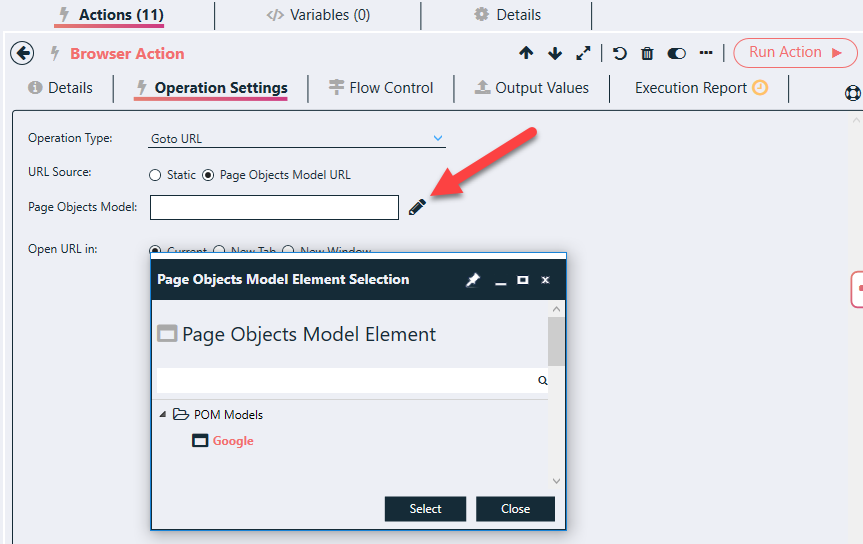 Actions (11) Variables (0) Details
Browser Action Run Action
Details Operation Settings Flow Control Output Values Execution Report
Operation Type: Goto URL
URL Source: Static Page Objects Model URL
Page Objects Model:
Open URL in: Current New Tab New Window
Page Objects Model Element Selection
Page Objects Model Element
POM Models
Google
Select Close